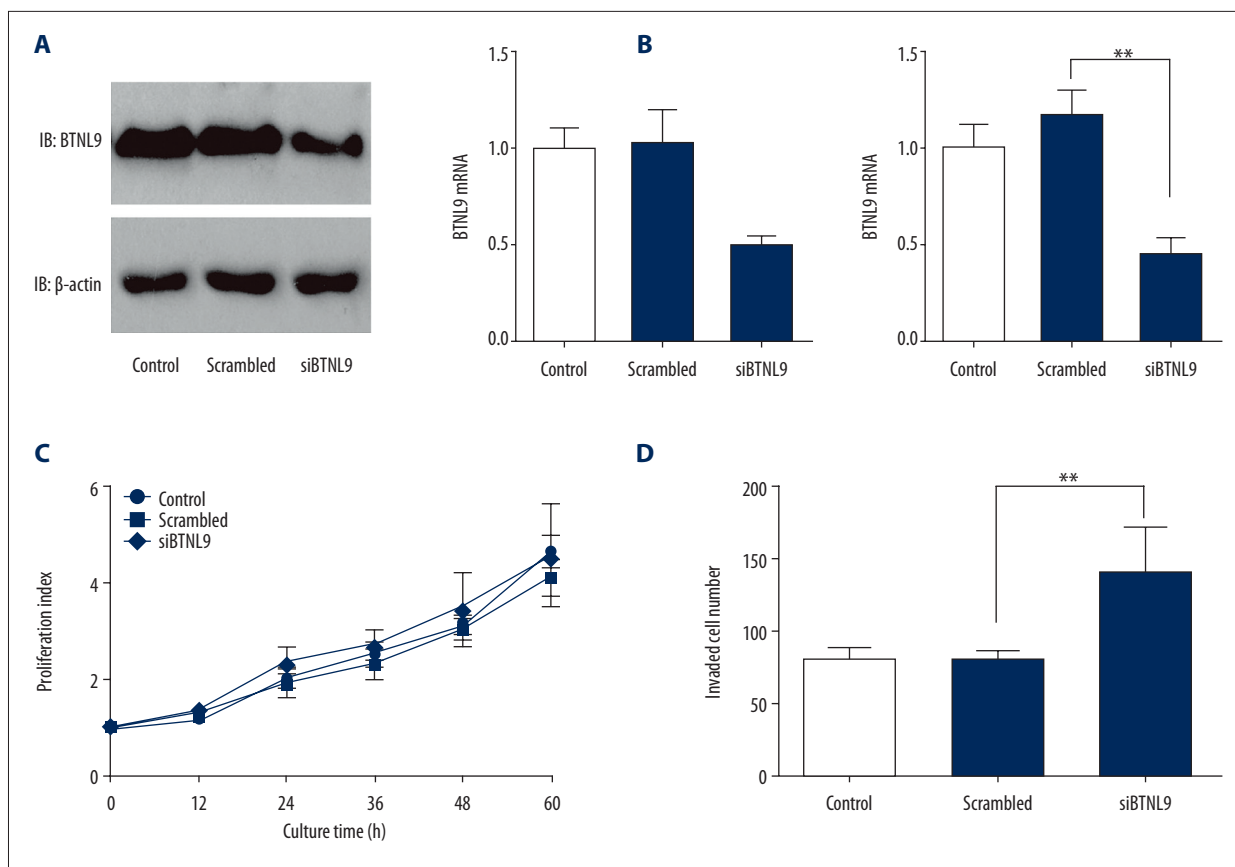 A
IB: BTNL9
IB: β-actin
Control Scrambled siBTNL9
BTNL9 mRNA
1.5
1.0
0.5
0.0
Control Scrambled siBTNL9
B
BTNL9 mRNA
1.5
1.0
0.5
0.0
**
Control Scrambled siBTNL9
C
Proliferation index
6
4
2
0
Control
Scrambled
siBTNL9
0 12 24 36 48 60
Culture time (h)
D
Invaded cell number
200
150
100
50
0
**
Control Scrambled siBTNL9